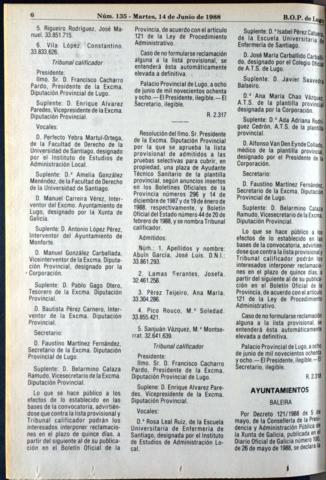 6
Núm. 135 - Martes, 14 de Junio de 1988
B.O.P. de Lugo
5. Rigueiro Rodríguez, José Ma-
nuel. 33.851.715.
6. Vila López, Constantino.
33.833.626.
Tribunal calificador
Presidente:
Ilmo. Sr. D. Francisco Cacharro
Pardo, Presidente de la Excma.
Diputación Provincial de Lugo.
Suplente: D. Enrique Alvarez
Paredes, Vicepresidente de la Excma.
Diputación Provincial.
Vocales:
D. Perfecto Yebra Martul-Ortega,
de la Facultad de Derecho de la
Universidad de Santiago, designado
por el Instituto de Estudios de
Administración Local.
Suplente: D.ª Amelia González
Menéndez, de la Facultad de Derecho
de la Universidad de Santiago.
D. Manuel Carreira Vérez, Inter-
ventor del Excmo. Ayuntamiento de
Lugo, designado por la Xunta de
Galicia.
Suplente: D. Antonio López Pérez,
Interventor del Ayuntamiento de
Monforte.
D. Manuel González Carballada,
Vicepresidente de la Excma. Diputa-
ción Provincial, designado por la
Corporación.
Suplente: D. Pablo Gago Otero,
Tesorero de la Excma. Diputación
Provincial.
D. Bautista Pérez Carnero, Inter-
ventor de la Excma. Diputación
Provincial.
Secretario:
D. Faustino Martínez Fernández,
Secretario de la Excma. Diputación
Provincial de Lugo.
Suplente: D. Belarmino Calaza
Ramudo, Vicesecretario de la Excma.
Diputación Provincial.
Lo que se hace público a los
efectos de lo establecido en las
bases de la convocatoria, advirtién-
dose que contra la lista provisional y
Tribunal calificador podrán los
interesados interponer reclamacio-
nes en el plazo de quince días, a
partir del siguiente al de su publica-
ción en el Boletín Oficial de la
Provincia, de acuerdo con el artículo
121 de la Ley de Procedimiento
Administrativo.
Caso de no formularse reclamación
alguna a la lista provisional, se
entenderá ésta automáticamente
elevada a definitiva.
Palacio Provincial de Lugo, a ocho
de junio de mil novecientos ochenta
y ocho. — El Presidente, ilegible. — El
Secretario, ilegible.
R. 2.317
Resolución del Ilmo. Sr. Presidente
de la Excma. Diputación Provincial
por la que se aprueba la lista
provisional de admitidos a las
pruebas selectivas para cubrir, en
propiedad, una plaza de Ayudante
Técnico Sanitario de la plantilla
provincial, según anuncios insertos
en los Boletines Oficiales de la
Provincia números 296 y 14 de
diciembre de 1987 y de 19 de enero de
1988, respectivamente, y Boletín
Oficial del Estado número 44 de 20 de
febrero de 1988, y se nombra Tribunal
calificador.
Admitidos:
Núm.: 1. Apellidos y nombre:
Abuín García, José Luis. D.N.I.
33.861.293.
2. Lamas Ferantes, Josefa.
32.461.258.
3. Pérez Teijeiro, Ana María.
33.304.286.
4. Pico Rouco, M.ª Soledad.
33.855.421.
5. Sanjuán Vázquez, M.ª Montse-
rrat. 32.641.639.
Tribunal calificador
Presidente:
Ilmo. Sr. D. Francisco Cacharro
Pardo, Presidente de la Excma.
Diputación Provincial de Lugo.
Suplente: D. Enrique Alvarez Pare-
des, Vicepresidente de la Excma.
Diputación Provincial.
Vocales:
D.ª Rosa Leal Ruiz, de la Escuela
Universitaria de Enfermería de
Santiago, designada por el Instituto
de Estudios de Administración Lo-
cal.
Suplente: D.ª Isabel Pérez
de la Escuela Universitaria de
Enfermería de Santiago.
D. José María Carballido Carballo-
do, designado por el Colegio Oficial
de A.T.S. de Lugo.
Suplente: D. Javier Saavedra
Baleiro.
D.ª Ana María Chao Vázquez,
A.T.S. de la plantilla provincial
designada por la Corporación.
Suplente: D.ª Ada Adriana Rodrí-
guez Cedrón, A.T.S. de la plantilla
provincial.
D. Alfonso Van Den Eynde Collado,
médico de la plantilla provincial,
designado por el Presidente de la
Corporación.
Secretario:
D. Faustino Martínez Fernández,
Secretario de la Excma. Diputación
Provincial de Lugo.
Suplente: D. Belarmino Calaza
Ramudo, Vicesecretario de la Excma.
Diputación Provincial.
Lo que se hace público a los
efectos de lo establecido en las
bases de la convocatoria, advirtién-
dose que contra la lista provisional y
Tribunal calificador podrán los
interesados interponer reclamacio-
nes en el plazo de quince días, a
partir del siguiente al de su publica-
ción en el Boletín Oficial de la
Provincia, de acuerdo con el artículo
121 de la Ley de Procedimiento
Administrativo.
Caso de no formularse reclamación
alguna a la lista provisional, se
entenderá ésta automáticamente
elevada a definitiva.
Palacio Provincial de Lugo, a ocho
de junio de mil novecientos ochenta
y ocho. — El Presidente, ilegible. — El
Secretario, ilegible.
R. 2.318
AYUNTAMIENTOS
BALEIRA
Por Decreto 121/1988 de 5 de
mayo, de la Consellería de la Presi-
dencia y Administración Pública de
la Xunta de Galicia, publicado en el
Diario Oficial de Galicia número 100,
de 26 de mayo de 1988, se declara la